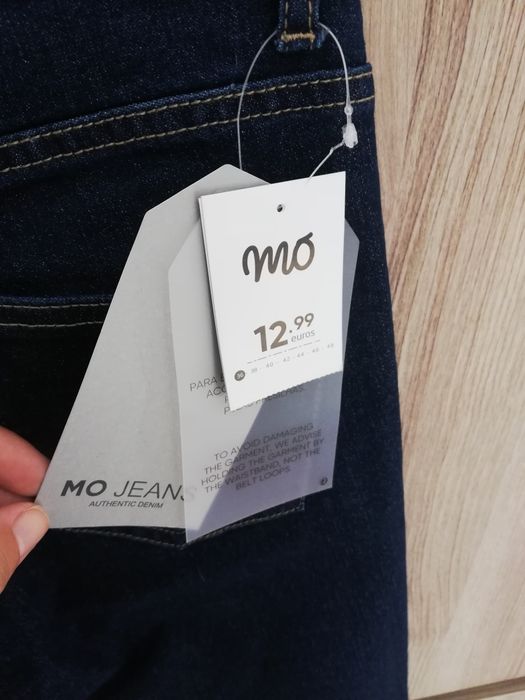 mo
12.99
euros
36 · 38 · 40 · 42 · 44 · 46 · 48
PARA
TO AVOID DAMAGING
THE GARMENT, WE ADVISE
HOLDING THE GARMENT BY
THE WAISTBAND, NOT THE
BELT LOOPS.
MO JEANS
AUTHENTIC DENIM